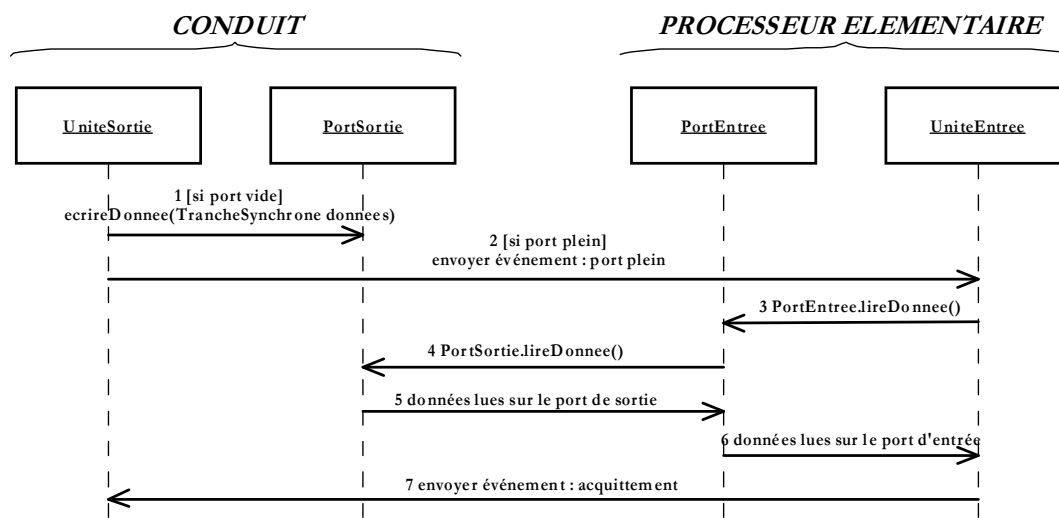 CONDUIT
PROCESSEUR ELEMENTAIRE
UniteSortie
PortSortie
PortEntree
UniteEntree
1 [si port vide]
ecrireDonnee(TrancheSynchrone donnees)
2 [si port plein]
envoyer événement : port plein
3 PortEntree.lireDonnee()
4 PortSortie.lireDonnee()
5 données lues sur le port de sortie
6 données lues sur le port d'entrée
7 envoyer événement : acquittement